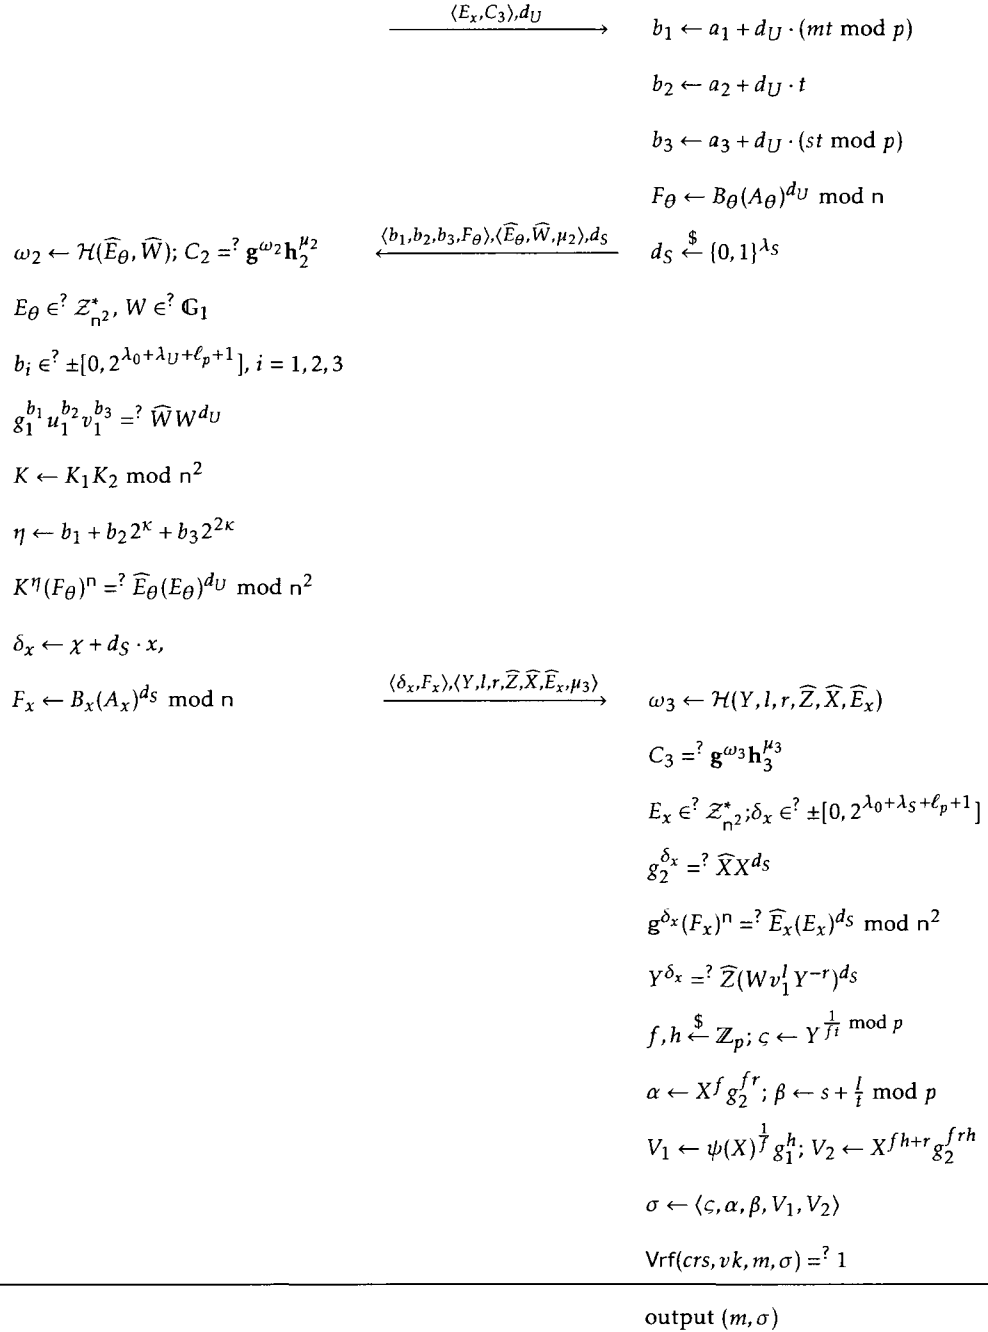 ⟨E_x,C_3⟩,d_U
b_1 ← a_1 + d_U · (mt mod p)
b_2 ← a_2 + d_U · t
b_3 ← a_3 + d_U · (st mod p)
F_θ ← B_θ(A_θ)^{d_U} mod n
ω_2 ← H(Ê_θ, Ŵ); C_2 =^? g^{ω_2}h_2^{μ_2} ⟨b_1,b_2,b_3,F_θ⟩,⟨Ê_θ,Ŵ,μ_2⟩,d_S d_S ←^$ {0,1}^{λ_S}
E_θ ∈^? Z^*_{n^2}, W ∈^? G_1
b_i ∈^? ±[0, 2^{λ_0+λ_U+ℓ_p+1}], i = 1,2,3
g_1^{b_1} u_1^{b_2} v_1^{b_3} =^? Ŵ W^{d_U}
K ← K_1K_2 mod n^2
η ← b_1 + b_2 2^κ + b_3 2^{2κ}
K^η(F_θ)^n =^? Ê_θ(E_θ)^{d_U} mod n^2
δ_x ← χ + d_S · x,
F_x ← B_x(A_x)^{d_S} mod n ⟨δ_x,F_x⟩,⟨Y,l,r,Ẑ,X̂,Ê_x,μ_3⟩ ω_3 ← H(Y,l,r,Ẑ,X̂,Ê_x)
C_3 =^? g^{ω_3}h_3^{μ_3}
E_x ∈^? Z^*_{n^2};δ_x ∈^? ±[0, 2^{λ_0+λ_S+ℓ_p+1}]
g_2^{δ_x} =^? X̂X^{d_S}
g^{δ_x}(F_x)^n =^? Ê_x(E_x)^{d_S} mod n^2
Y^{δ_x} =^? Ẑ(Wv_1^l Y^{-r})^{d_S}
f,h ←^$ Z_p; ς ← Y^{\frac{1}{ft} mod p}
α ← X^f g_2^{fr}; β ← s + \frac{l}{t} mod p
V_1 ← ψ(X)^{\frac{1}{f}} g_1^h; V_2 ← X^{fh+r} g_2^{frh}
σ ← ⟨ς,α,β,V_1,V_2⟩
Vrf(crs,vk,m,σ) =^? 1
output (m,σ)